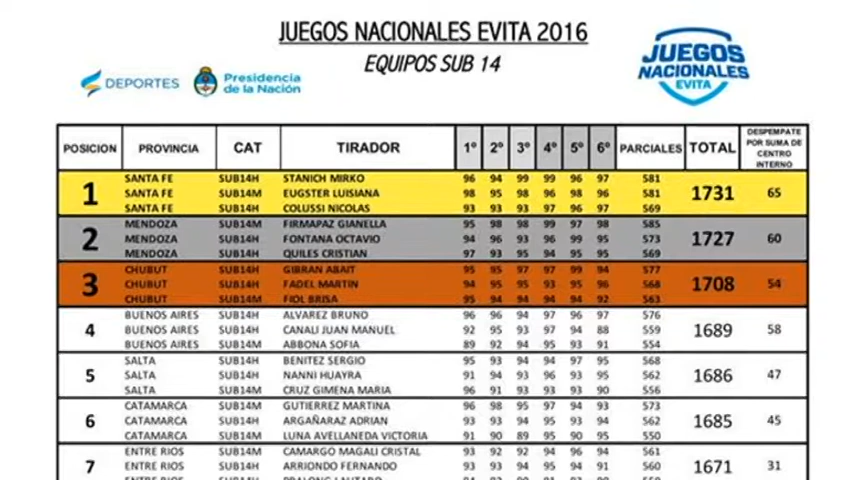 JUEGOS NACIONALES EVITA 2016
EQUIPOS SUB 14
DEPORTES Presidencia de la Nación
JUEGOS NACIONALES EVITA
POSICION PROVINCIA CAT TIRADOR 1º 2º 3º 4º 5º 6º PARCIALES TOTAL DESPEMPATE POR SUMA DE CENTRO INTERNO
SANTA FE SUB14H STANICH MIRKO 96 94 99 99 96 97 581
1 SANTA FE SUB14M EUGSTER LUISIANA 98 95 98 96 98 96 581 1731 65
SANTA FE SUB14H COLUSSI NICOLAS 93 93 93 97 96 97 569
MENDOZA SUB14M FIRMAPAZ GIANELLA 95 98 98 99 97 98 585
2 MENDOZA SUB14H FONTANA OCTAVIO 94 96 93 96 99 95 573 1727 60
MENDOZA SUB14H QUILES CRISTIAN 97 93 95 94 95 95 569
CHUBUT SUB14H GIBRAN ABAIT 95 95 97 97 99 94 577
3 CHUBUT SUB14H FADEL MARTIN 94 95 95 93 95 96 568 1708 54
CHUBUT SUB14M FIOL BRISA 95 94 94 94 94 92 563
BUENOS AIRES SUB14H ALVAREZ BRUNO 96 96 94 97 96 97 576
4 BUENOS AIRES SUB14H CANALI JUAN MANUEL 92 95 93 97 94 88 559 1689 58
BUENOS AIRES SUB14M ABBONA SOFIA 89 92 94 95 93 91 554
SALTA SUB14H BENITEZ SERGIO 95 93 94 94 97 95 568
5 SALTA SUB14H NANNI HUAYRA 91 94 93 96 93 95 562 1686 47
SALTA SUB14M CRUZ GIMENA MARIA 96 91 93 93 93 90 556
CATAMARCA SUB14M GUTIERREZ MARTINA 96 98 95 97 94 93 573
6 CATAMARCA SUB14H ARGAÑARAZ ADRIAN 93 93 94 95 93 94 562 1685 45
CATAMARCA SUB14M LUNA AVELLANEDA VICTORIA 91 90 89 95 90 95 550
ENTRE RIOS SUB14M CAMARGO MAGALI CRISTAL 93 92 92 94 96 94 561
7 ENTRE RIOS SUB14H ARRIONDO FERNANDO 93 93 94 95 94 91 560 1671 31